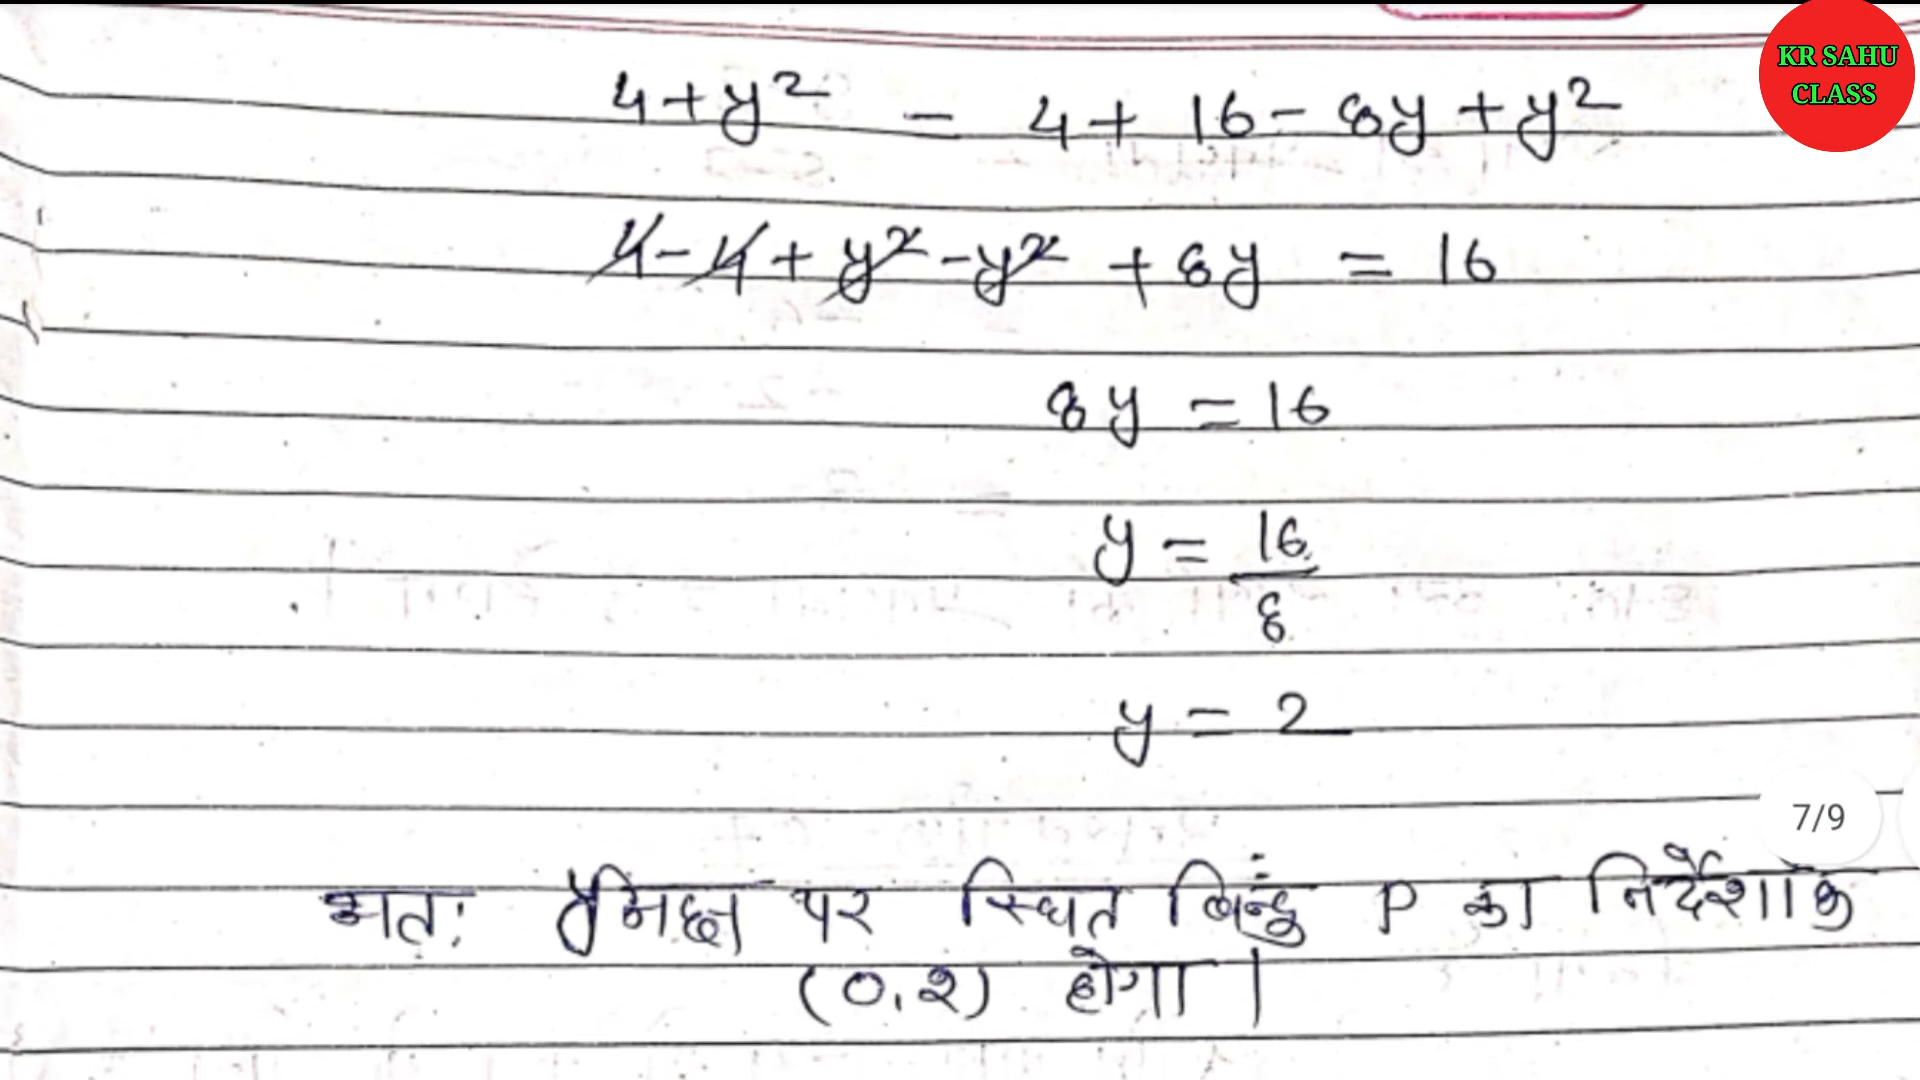 KR SAHU
CLASS
4+y² = 4+ 16- 8y + y²
4-4 + y² -y² + 8y = 16
8y = 16
y = 16/8
y = 2
7/9
अतः yअक्ष पर स्थित बिन्दु P का निर्देशांक
(0,2) होगा।